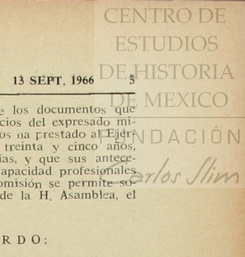 CENTRO DE
ESTUDIOS
DE HISTORIA
DE MEXICO
FUNDACIÓN
Carlos Slim
13 SEPT. 1966 5
e los documentos que
cios del expresado mi-
os ha prestado al Ejér-
treinta y cinco años,
ias, y que sus antece-
apacidad profesionales
omisión se permite so-
de la H. Asamblea, el
RDO: